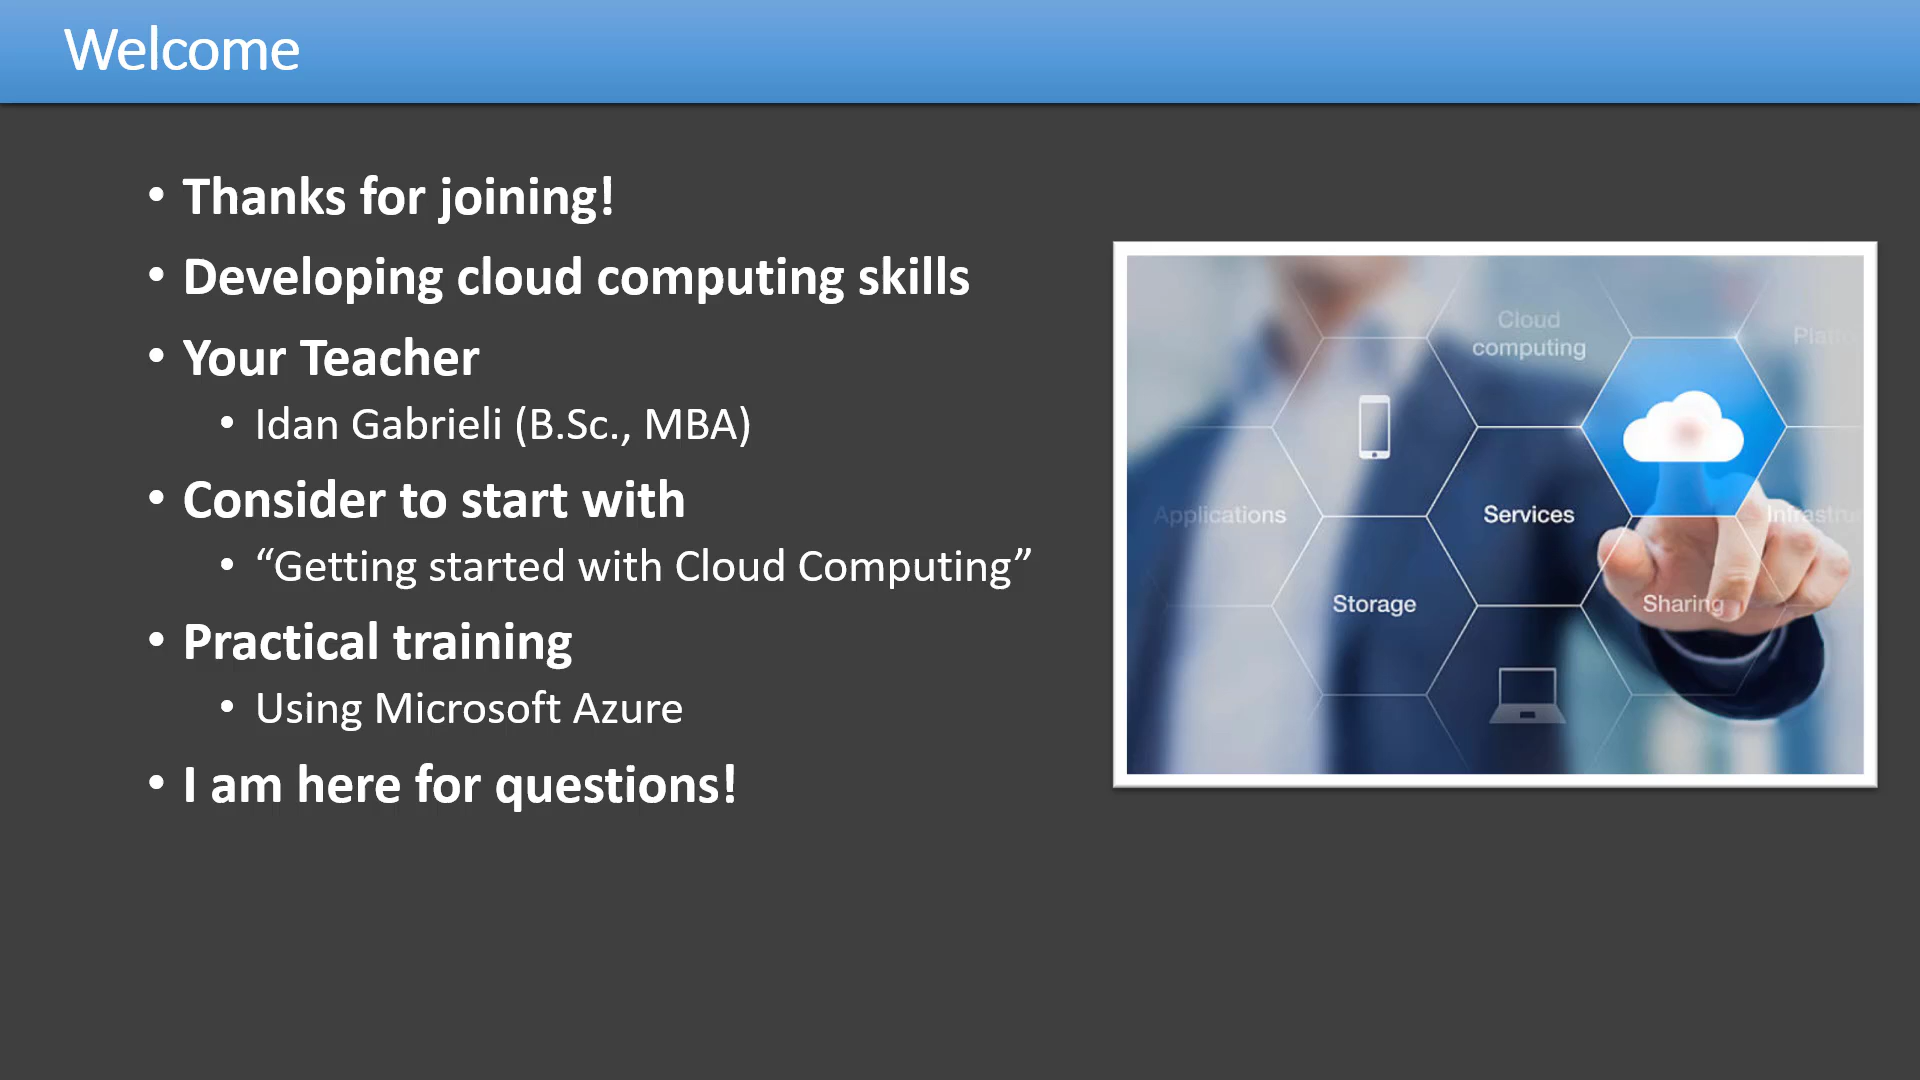 Welcome
• Thanks for joining!
• Developing cloud computing skills
• Your Teacher
• Idan Gabrieli (B.Sc., MBA)
• Consider to start with
• “Getting started with Cloud Computing”
• Practical training
• Using Microsoft Azure
• I am here for questions!
Cloud
computing
Applications
Services
Storage
Sharing